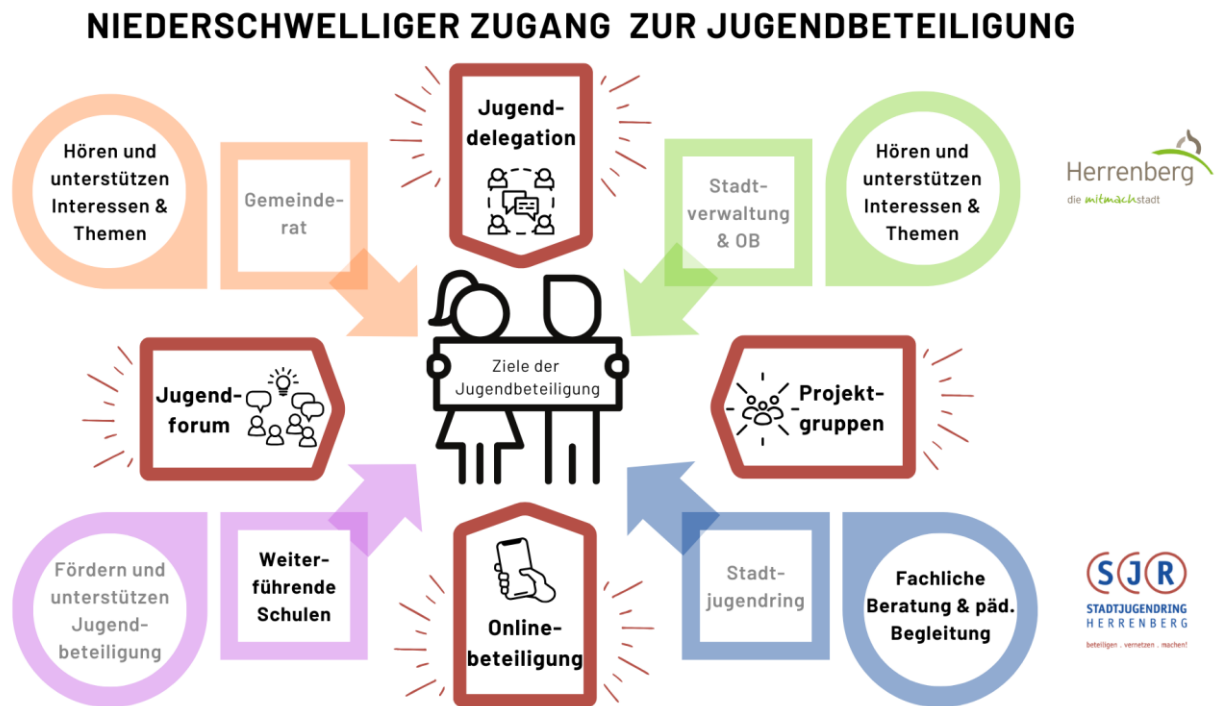 NIEDERSCHWELLIGER ZUGANG ZUR JUGENDBETEILIGUNG
Hören und
unterstützen
Interessen &
Themen
Gemeinde-
rat
Jugend-
delegation
Stadt-
verwaltung
& OB
Hören und
unterstützen
Interessen &
Themen
Herrenberg
die mitmachstadt
Jugend-
forum
Ziele der
Jugendbeteiligung
Projekt-
gruppen
Fördern und
unterstützen
Jugend-
beteiligung
Weiter-
führende
Schulen
Online-
beteiligung
Stadt-
jugendring
Fachliche
Beratung & päd.
Begleitung
SJR
STADTJUGENDRING
HERRENBERG
beteiligen . vernetzen . machen!